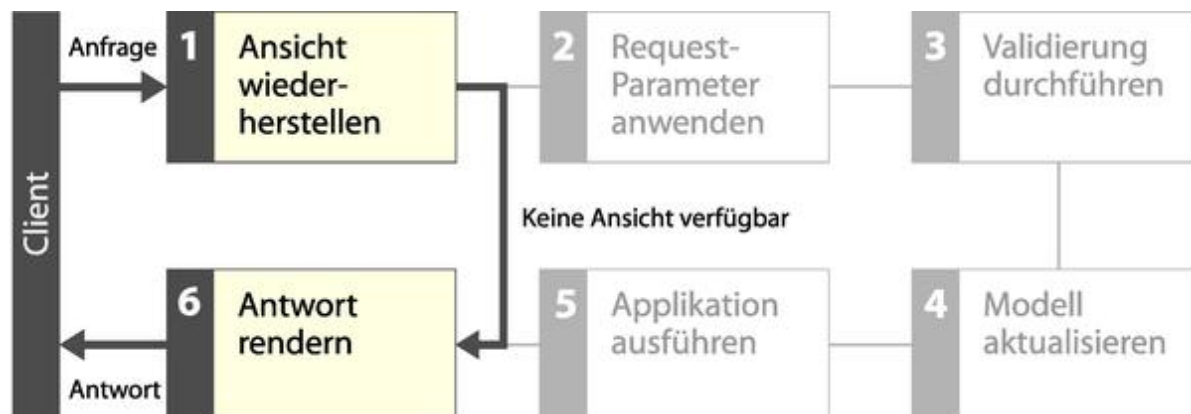 Client
Anfrage
1
Ansicht
wieder-
herstellen
2
Request-
Parameter
anwenden
3
Validierung
durchführen
Keine Ansicht verfügbar
6
Antwort
rendern
5
Applikation
ausführen
4
Modell
aktualisieren
Antwort